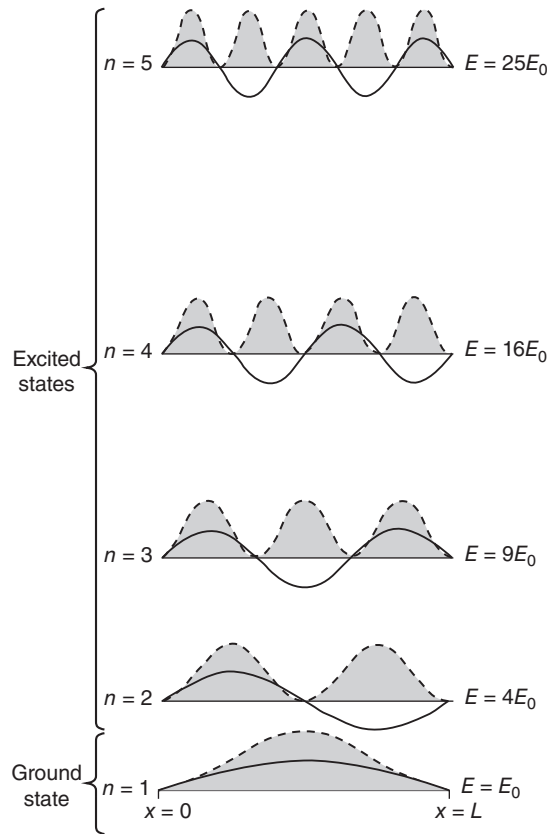 n = 5 E = 25E₀
n = 4 E = 16E₀
Excited
states
n = 3 E = 9E₀
n = 2 E = 4E₀
Ground
state
n = 1 E = E₀
x = 0 x = L